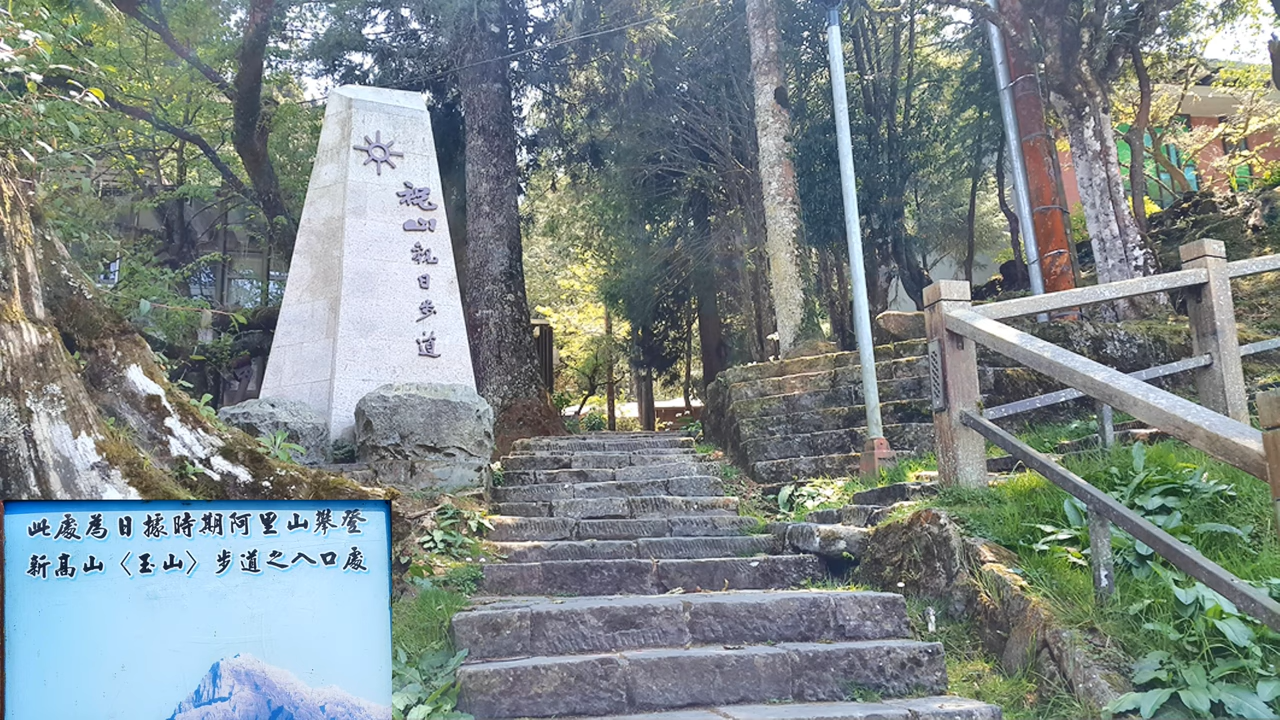 祝山祝日步道
此處為日據時期阿里山攀登
新高山〈玉山〉步道之入口處